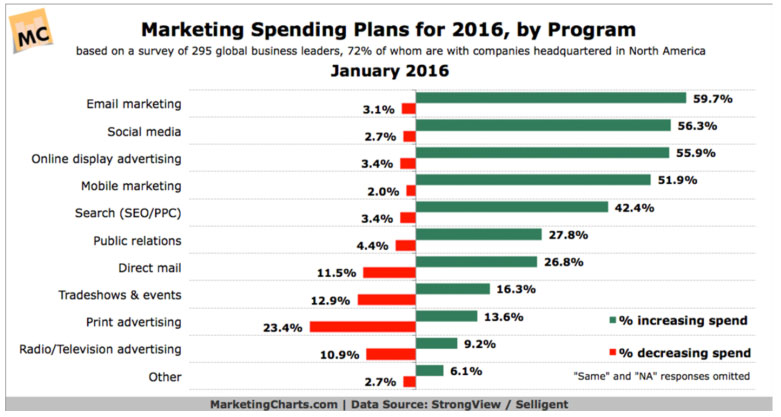 MC
Marketing Spending Plans for 2016, by Program
based on a survey of 295 global business leaders, 72% of whom are with companies headquartered in North America
January 2016
Email marketing 3.1% 59.7%
Social media 2.7% 56.3%
Online display advertising 3.4% 55.9%
Mobile marketing 2.0% 51.9%
Search (SEO/PPC) 3.4% 42.4%
Public relations 4.4% 27.8%
Direct mail 11.5% 26.8%
Tradeshows & events 12.9% 16.3%
Print advertising 23.4% 13.6%
% increasing spend
Radio/Television advertising 10.9% 9.2%
% decreasing spend
Other 2.7% 6.1%
"Same" and "NA" responses omitted
MarketingCharts.com | Data Source: StrongView / Selligent